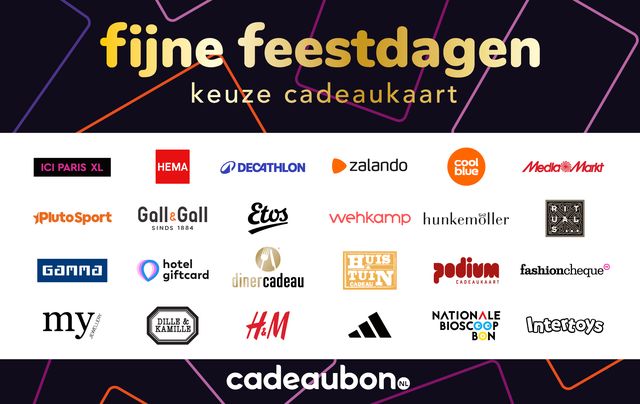 fijne feestdagen
keuze cadeaukaart
ICI PARIS XL
HEMA
DECATHLON
zalando
cool
blue
MediaMarkt
PlutoSport
Gall&Gall
SINDS 1884
Etos
wehkamp
hunkemöller
RIT
UAL
S...
GAMMA
hotel
giftcard
dinercadeau
HUIS
& TUIN
CADEAU
podium
CADEAUKAART
fashioncheque
my
JEWELLERY
DILLE &
KAMILLE
H&M
NATIONALE
BIOSCOOP
BON
Intertoys
cadeaubon NL